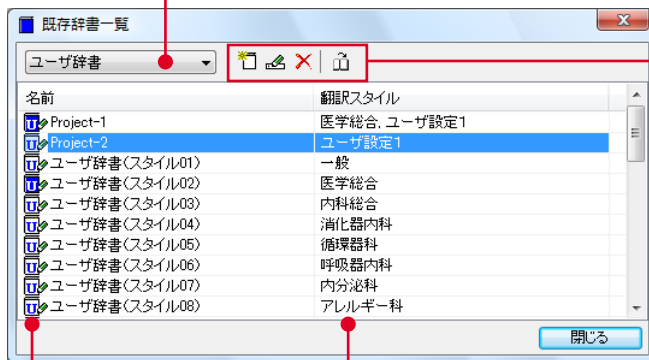 既存辞書一覧
ユーザ辞書
名前 翻訳スタイル
Project-1 医学総合, ユーザ設定1
Project-2 ユーザ設定1
ユーザ辞書(スタイル01) 一般
ユーザ辞書(スタイル02) 医学総合
ユーザ辞書(スタイル03) 内科総合
ユーザ辞書(スタイル04) 消化器内科
ユーザ辞書(スタイル05) 循環器科
ユーザ辞書(スタイル06) 呼吸器内科
ユーザ辞書(スタイル07) 内分泌科
ユーザ辞書(スタイル08) アレルギー科
閉じる